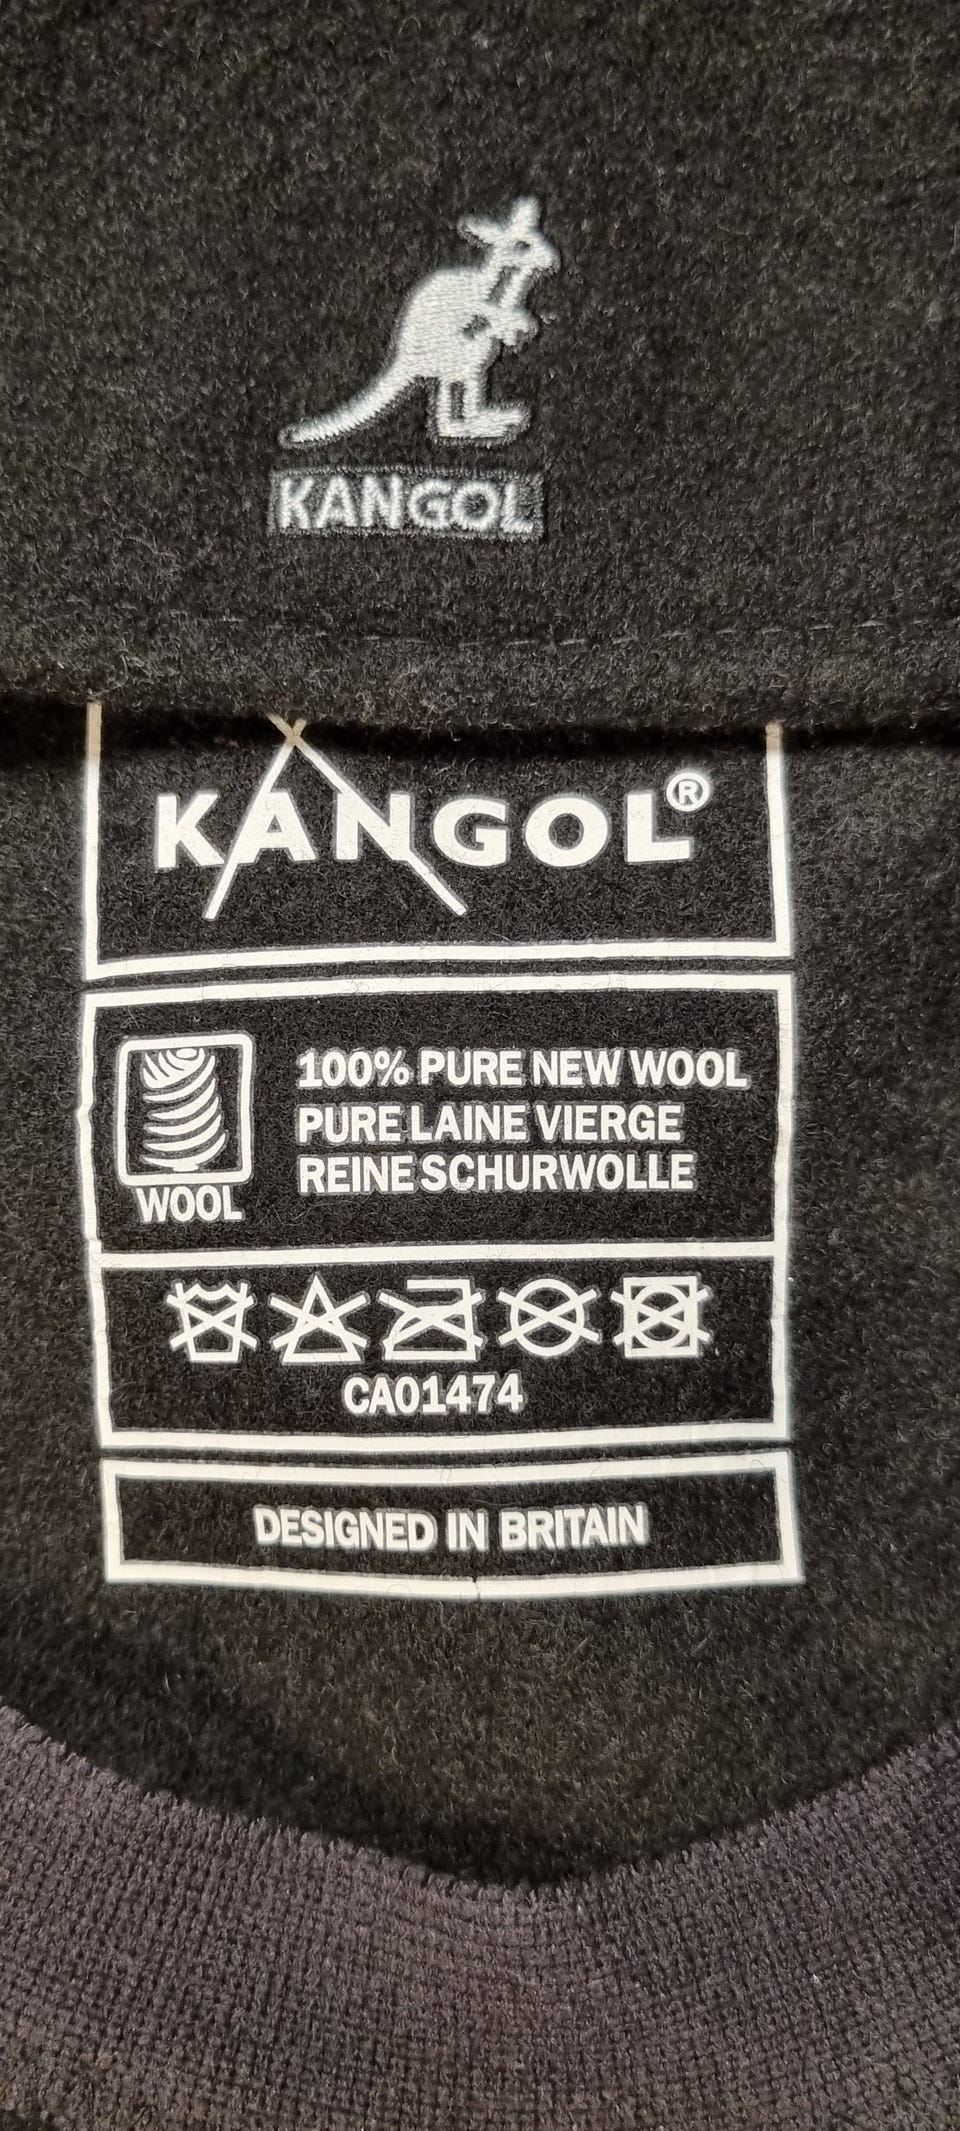 KANGOL
KANGOL®
100% PURE NEW WOOL
PURE LAINE VIERGE
REINE SCHURWOLLE
WOOL
CA01474
DESIGNED IN BRITAIN